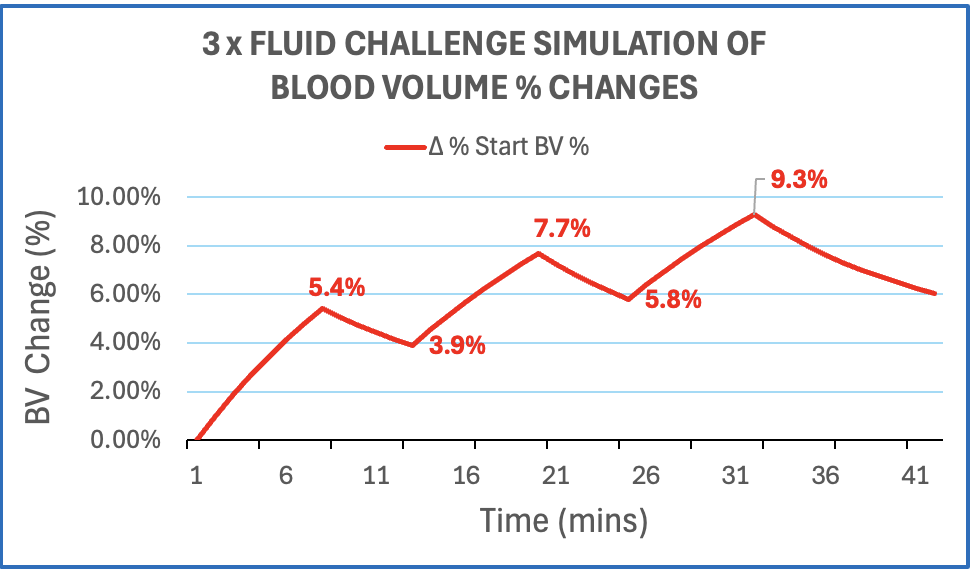 3 x FLUID CHALLENGE SIMULATION OF
BLOOD VOLUME % CHANGES
Δ % Start BV %
BV Change (%)
10.00%
8.00%
6.00%
4.00%
2.00%
0.00%
5.4%
3.9%
7.7%
5.8%
9.3%
1 6 11 16 21 26 31 36 41
Time (mins)